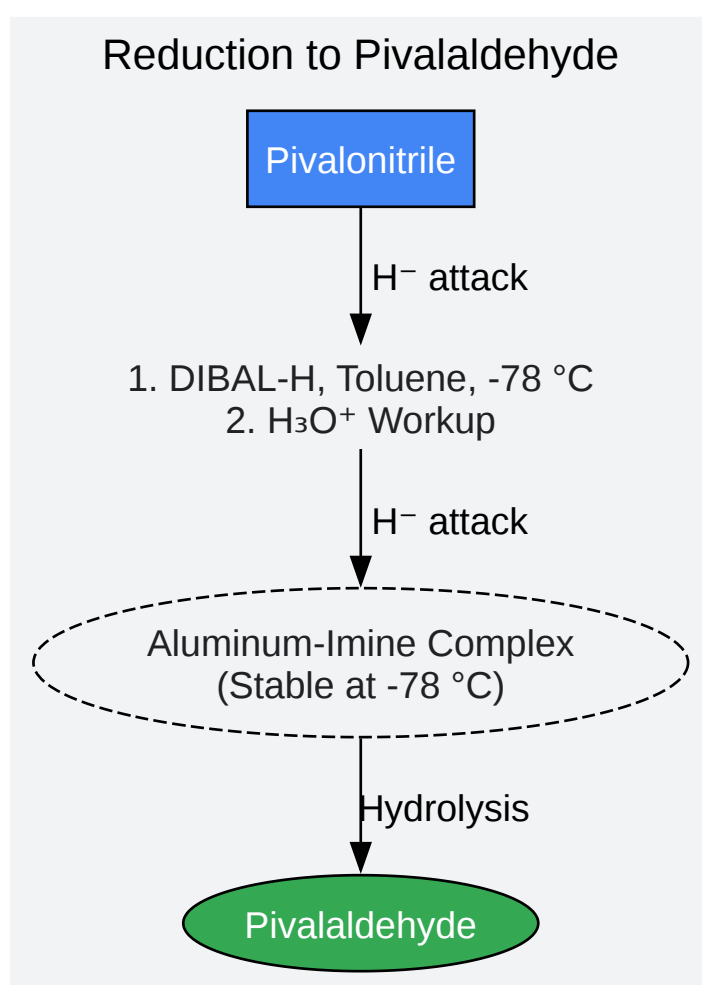 Reduction to Pivalaldehyde
Pivalonitrile
H⁻ attack
1. DIBAL-H, Toluene, -78 °C
2. H₃O⁺ Workup
H⁻ attack
Aluminum-Imine Complex
(Stable at -78 °C)
Hydrolysis
Pivalaldehyde